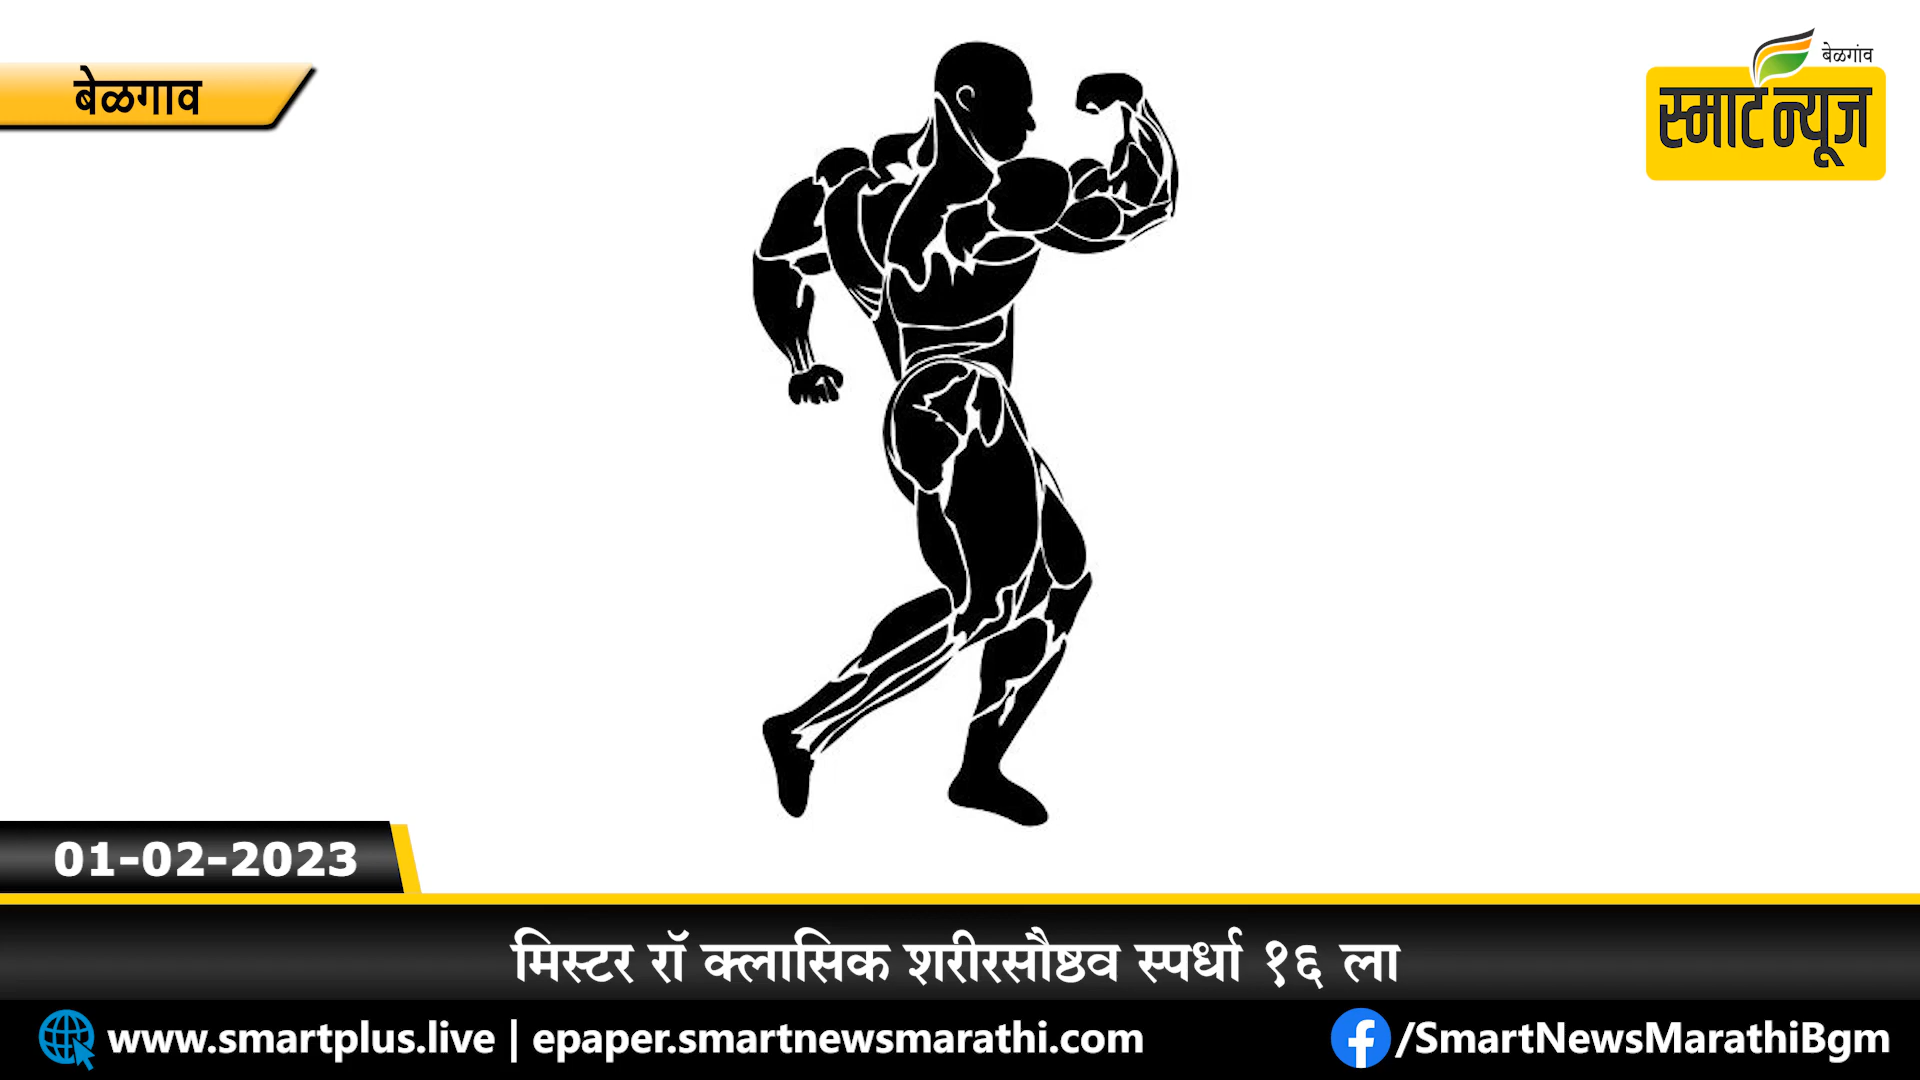 बेळगाव
बेळगांव
स्मार्ट न्यूज
01-02-2023
मिस्टर रॉ क्लासिक शरीरसौष्ठव स्पर्धा १६ ला
www.smartplus.live | epaper.smartnewsmarathi.com
/SmartNewsMarathiBgm